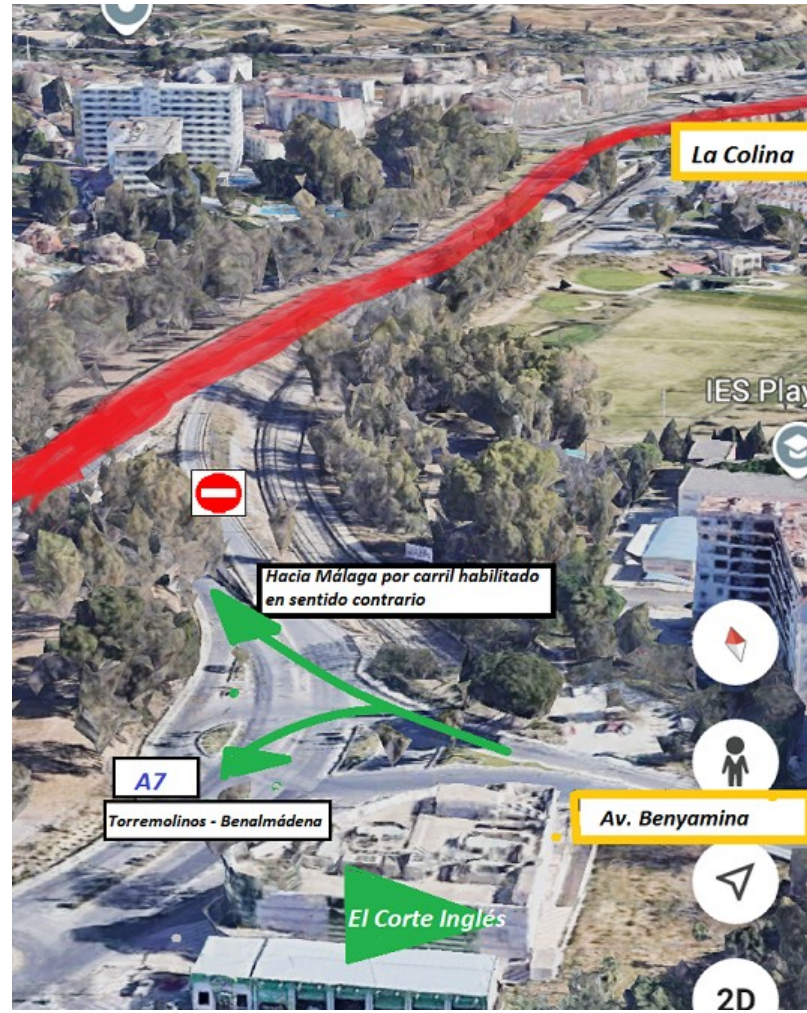 La Colina
IES Play
Hacia Málaga por carril habilitado
en sentido contrario
A7
Torremolinos - Benalmádena
Av. Benyamina
El Corte Inglés
2D